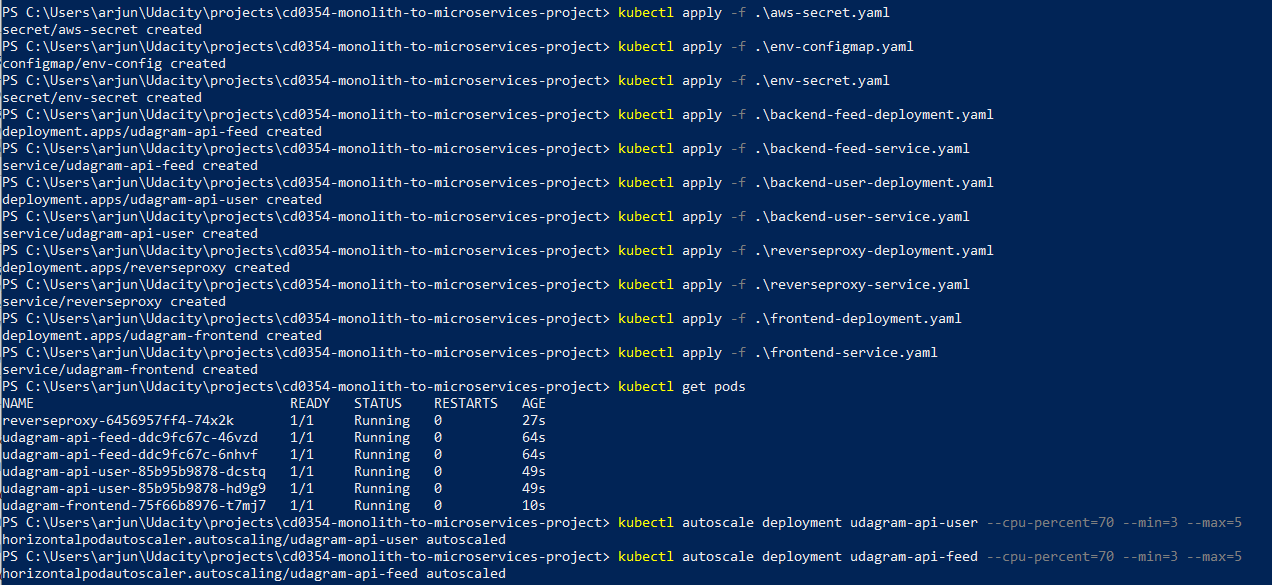 PS C:\Users\arjun\Udacity\projects\cd0354-monolith-to-microservices-project> kubectl apply -f .\aws-secret.yaml
secret/aws-secret created
PS C:\Users\arjun\Udacity\projects\cd0354-monolith-to-microservices-project> kubectl apply -f .\env-configmap.yaml
configmap/env-config created
PS C:\Users\arjun\Udacity\projects\cd0354-monolith-to-microservices-project> kubectl apply -f .\env-secret.yaml
secret/env-secret created
PS C:\Users\arjun\Udacity\projects\cd0354-monolith-to-microservices-project> kubectl apply -f .\backend-feed-deployment.yaml
deployment.apps/udagram-api-feed created
PS C:\Users\arjun\Udacity\projects\cd0354-monolith-to-microservices-project> kubectl apply -f .\backend-feed-service.yaml
service/udagram-api-feed created
PS C:\Users\arjun\Udacity\projects\cd0354-monolith-to-microservices-project> kubectl apply -f .\backend-user-deployment.yaml
deployment.apps/udagram-api-user created
PS C:\Users\arjun\Udacity\projects\cd0354-monolith-to-microservices-project> kubectl apply -f .\backend-user-service.yaml
service/udagram-api-user created
PS C:\Users\arjun\Udacity\projects\cd0354-monolith-to-microservices-project> kubectl apply -f .\reverseproxy-deployment.yaml
deployment.apps/reverseproxy created
PS C:\Users\arjun\Udacity\projects\cd0354-monolith-to-microservices-project> kubectl apply -f .\reverseproxy-service.yaml
service/reverseproxy created
PS C:\Users\arjun\Udacity\projects\cd0354-monolith-to-microservices-project> kubectl apply -f .\frontend-deployment.yaml
deployment.apps/udagram-frontend created
PS C:\Users\arjun\Udacity\projects\cd0354-monolith-to-microservices-project> kubectl apply -f .\frontend-service.yaml
service/udagram-frontend created
PS C:\Users\arjun\Udacity\projects\cd0354-monolith-to-microservices-project> kubectl get pods
NAME READY STATUS RESTARTS AGE
reverseproxy-6456957ff4-74x2k 1/1 Running 0 27s
udagram-api-feed-ddc9fc67c-46vzd 1/1 Running 0 64s
udagram-api-feed-ddc9fc67c-6nhvf 1/1 Running 0 64s
udagram-api-user-85b95b9878-dcstq 1/1 Running 0 49s
udagram-api-user-85b95b9878-hd9g9 1/1 Running 0 49s
udagram-frontend-75f66b8976-t7mj7 1/1 Running 0 10s
PS C:\Users\arjun\Udacity\projects\cd0354-monolith-to-microservices-project> kubectl autoscale deployment udagram-api-user --cpu-percent=70 --min=3 --max=5
horizontalpodautoscaler.autoscaling/udagram-api-user autoscaled
PS C:\Users\arjun\Udacity\projects\cd0354-monolith-to-microservices-project> kubectl autoscale deployment udagram-api-feed --cpu-percent=70 --min=3 --max=5
horizontalpodautoscaler.autoscaling/udagram-api-feed autoscaled